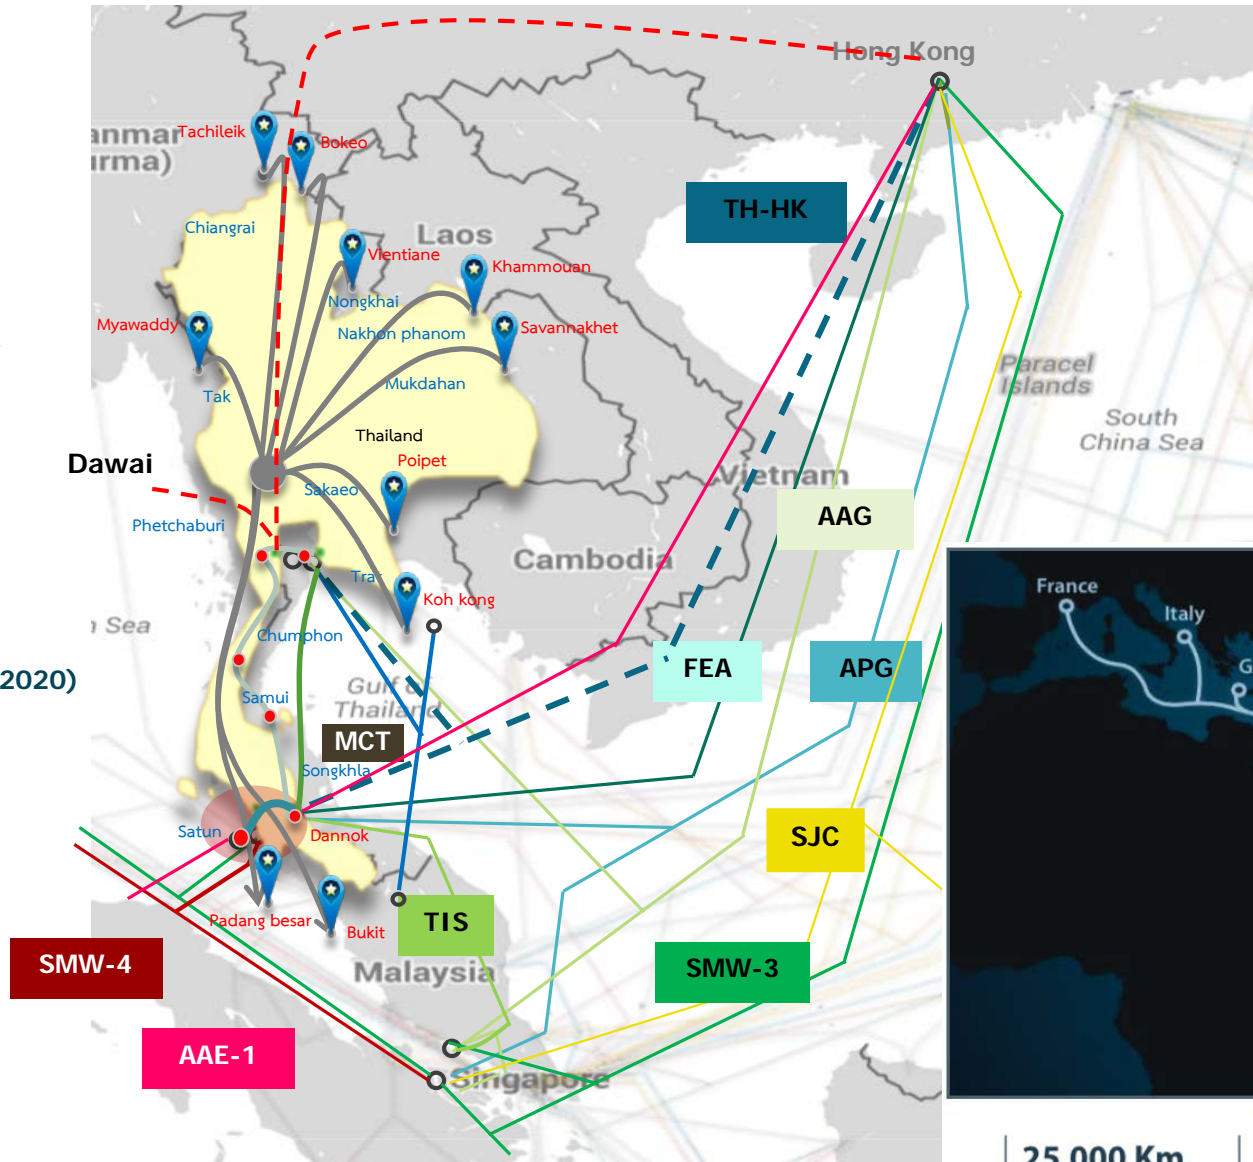 Hong Kong
anmar
urma)
Tachileik
Bokeo
TH-HK
Chiangrai
Laos
Vientiane
Khammouan
Nongkhai
Myawaddy
Nakhon phanom
Savannakhet
Tak
Mukdahan
Paracel
Islands
South
China Sea
Thailand
Dawai
Poipet
Vietnam
Sakaeo
AAG
Phetchaburi
Cambodia
Trat
France
Koh kong
Italy
n Sea
Chumphon
G
2020)
FEA
APG
Gulf of
Thailand
Samui
MCT
Songkhla
Satun
Dannok
SJC
Padang besar
Bukit
TIS
SMW-4
Malaysia
SMW-3
AAE-1
Singapore
25,000 Km